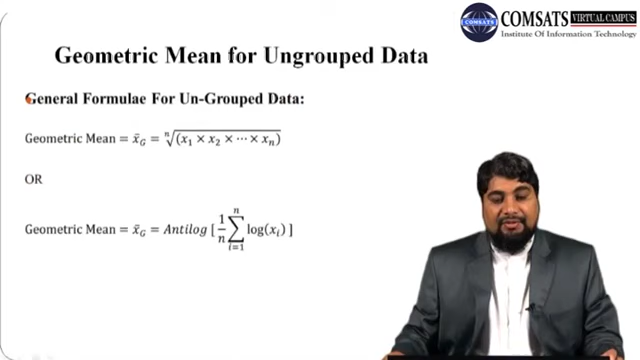 COMSATS VIRTUAL CAMPUS
Institute Of Information Technology
Geometric Mean for Ungrouped Data
General Formulae For Un-Grouped Data:
Geometric Mean = x̄_G = ⁿ√(x₁ × x₂ × ⋯ × xₙ)
OR
Geometric Mean = x̄_G = Antilog [ 1/n ∑_{i=1}^{n} log(x_i) ]